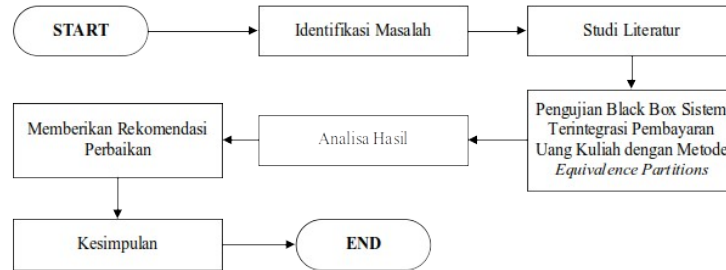 START
Identifikasi Masalah
Studi Literatur
Pengujian Black Box Sistem
Terintegrasi Pembayaran
Uang Kuliah dengan Metode
Equivalence Partitions
Analisa Hasil
Memberikan Rekomendasi
Perbaikan
Kesimpulan
END